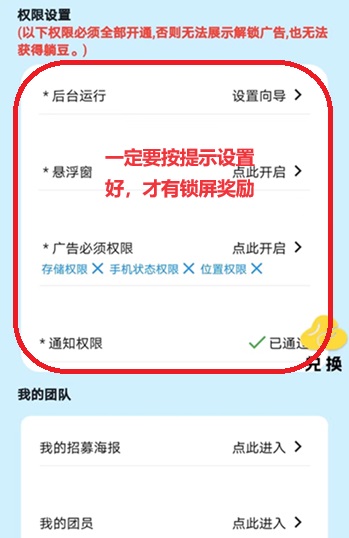 权限设置
(以下权限必须全部开通,否则无法展示解锁广告,也无法
获得躺豆。)
* 后台运行 设置向导
一定要按提示设置
* 悬浮窗 点此开启
好，才有锁屏奖励
* 广告必须权限 点此开启
存储权限 手机状态权限 位置权限
* 通知权限 已通过
兑换
我的团队
我的招募海报 点此进入
我的团员 点此进入